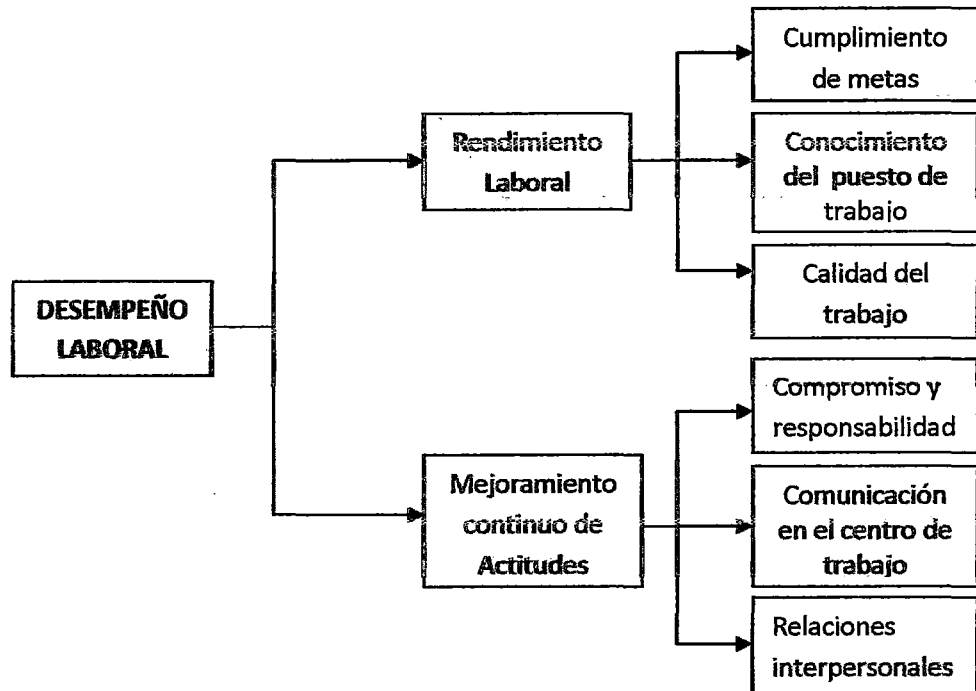 Cumplimiento
de metas
Rendimiento
Laboral
Conocimiento
del puesto de
trabajo
Calidad del
trabajo
DESEMPEÑO
LABORAL
Compromiso y
responsabilidad
Mejoramiento
continuo de
Actitudes
Comunicación
en el centro de
trabajo
Relaciones
interpersonales